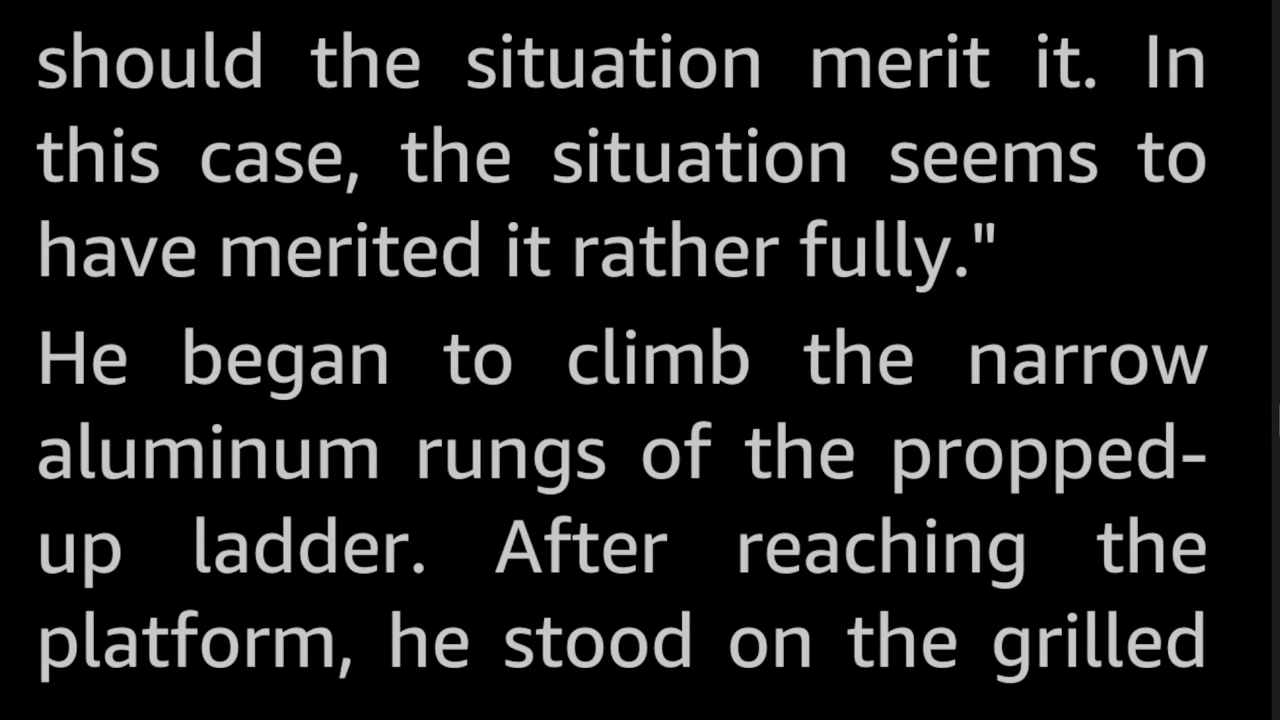 should the situation merit it. In
this case, the situation seems to
have merited it rather fully."
He began to climb the narrow
aluminum rungs of the propped-
up ladder. After reaching the
platform, he stood on the grilled